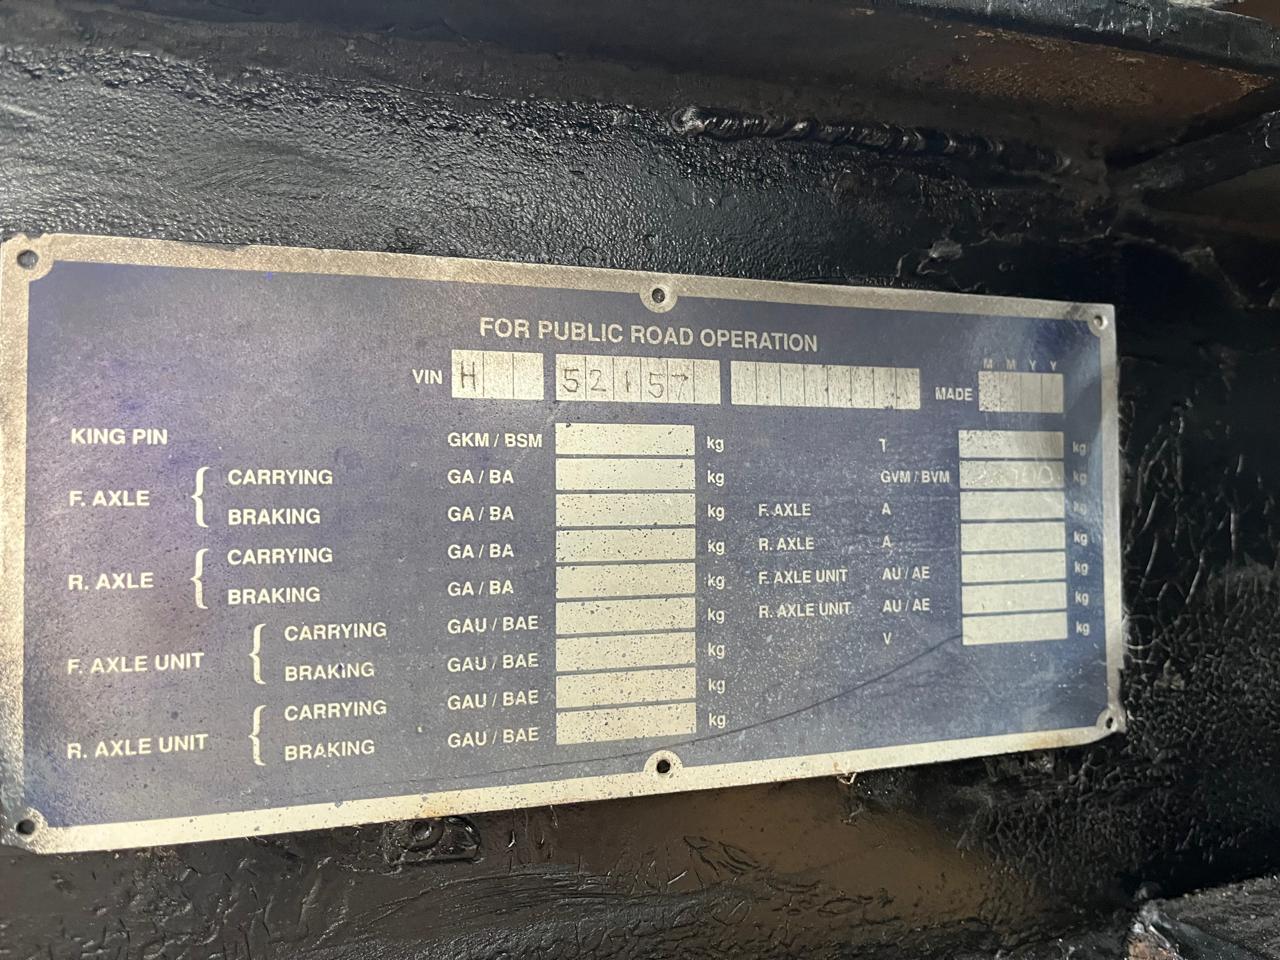 FOR PUBLIC ROAD OPERATION
VIN H 52157 MADE M M Y Y
KING PIN GKM / BSM kg T kg
F. AXLE { CARRYING GA / BA kg GVM / BVM kg
BRAKING GA / BA kg F. AXLE A kg
R. AXLE { CARRYING GA / BA kg R. AXLE A kg
BRAKING GA / BA kg F. AXLE UNIT AU / AE kg
F. AXLE UNIT { CARRYING GAU / BAE kg R. AXLE UNIT AU / AE kg
BRAKING GAU / BAE kg V kg
R. AXLE UNIT { CARRYING GAU / BAE kg
BRAKING GAU / BAE kg